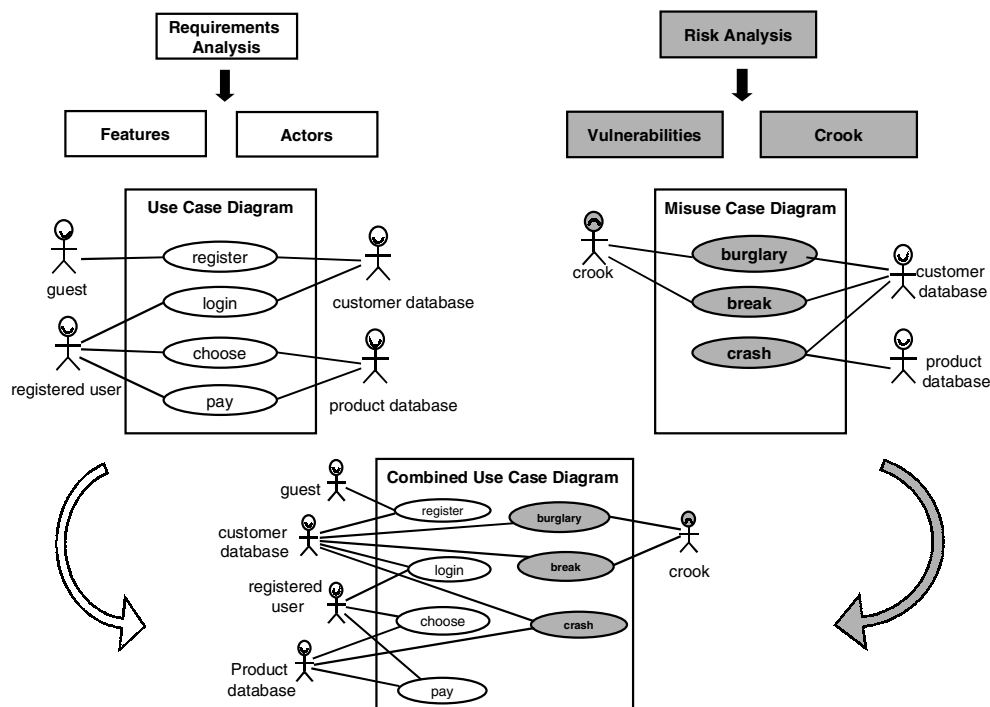 Requirements
Analysis
Risk Analysis
Features
Actors
Vulnerabilities
Crook
Use Case Diagram
guest
register
login
choose
pay
registered user
customer database
product database
Misuse Case Diagram
crook
burglary
break
crash
customer
database
product
database
Combined Use Case Diagram
guest
customer
database
registered
user
Product
database
register
login
choose
pay
burglary
break
crash
crook